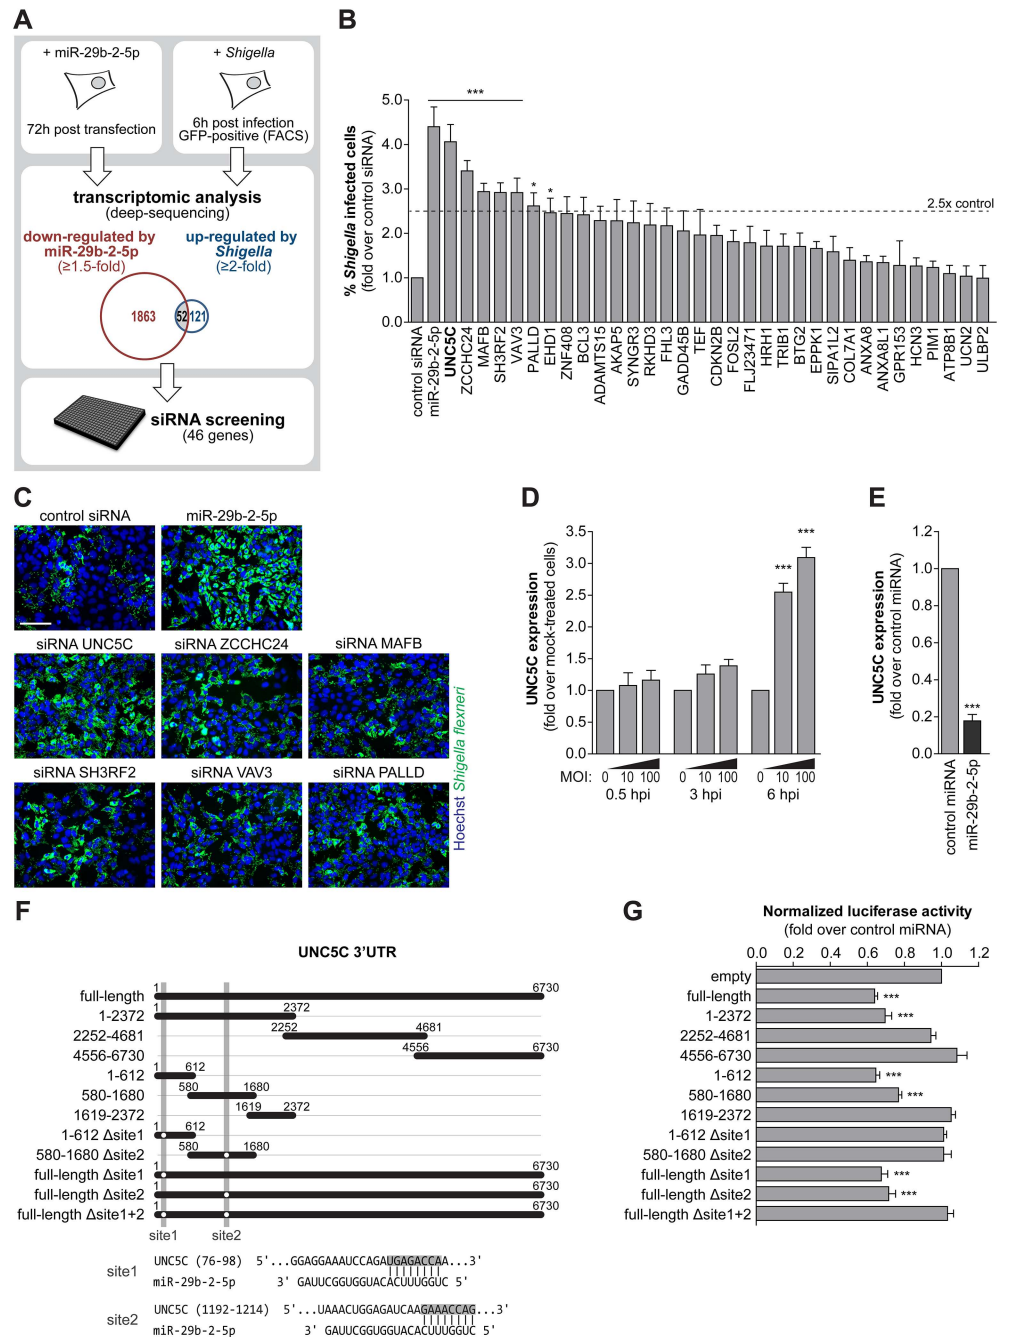 A
+ miR-29b-2-5p
+ Shigella
72h post transfection
6h post infection
GFP-positive (FACS)
transcriptomic analysis
(deep-sequencing)
down-regulated by
miR-29b-2-5p
(≥1.5-fold)
up-regulated by
Shigella
(≥2-fold)
1863
52
121
siRNA screening
(46 genes)
B
% Shigella infected cells
(fold over control siRNA)
5.0
4.0
3.0
2.0
1.0
0.0
***
*
*
2.5x control
control siRNA
miR-29b-2-5p
UNC5C
ZCCHC24
MAFB
SH3RF2
VAV3
PALLD
EHD1
ZNF408
BCL3
ADAMTS15
AKAP5
SYNGR3
RKHD3
FHL3
GADD45B
TEF
CDKN2B
FOSL2
FLJ23471
HRH1
TRIB1
BTG2
EPPK1
SIPA1L2
COL7A1
ANXA8
ANXA8L1
GPR153
HCN3
PIM1
ATP8B1
UCN2
ULBP2
C
control siRNA
miR-29b-2-5p
siRNA UNC5C
siRNA ZCCHC24
siRNA MAFB
siRNA SH3RF2
siRNA VAV3
siRNA PALLD
Hoechst Shigella flexneri
D
UNC5C expression
(fold over mock-treated cells)
3.5
3.0
2.5
2.0
1.5
1.0
0.5
0.0
***
***
MOI:
0 10 100
0 10 100
0 10 100
0.5 hpi
3 hpi
6 hpi
E
UNC5C expression
(fold over control miRNA)
1.2
1.0
0.8
0.6
0.4
0.2
0.0
***
control miRNA
miR-29b-2-5p
F
UNC5C 3'UTR
full-length 1 6730
1-2372 1 2372
2252-4681 2252 4681
4556-6730 4556 6730
1-612 1 612
580-1680 580 1680
1619-2372 1619 2372
1-612 Δsite1 1 612
580-1680 Δsite2 580 1680
full-length Δsite1 1 6730
full-length Δsite2 1 6730
full-length Δsite1+2 1 6730
site1
site2
site1
UNC5C (76-98) 5'...GGAGGAAAUCCAGAUGAGACCAA...3'
miR-29b-2-5p 3' GAUUCGGUGGUACACUUUGGUC 5'
site2
UNC5C (1192-1214) 5'...UAAACUGGAGAUCAAGAAACCAG...3'
miR-29b-2-5p 3' GAUUCGGUGGUACACUUUGGUC 5'
G
Normalized luciferase activity
(fold over control miRNA)
0.0 0.2 0.4 0.6 0.8 1.0 1.2
empty
full-length ***
1-2372 ***
2252-4681
4556-6730
1-612 ***
580-1680 ***
1619-2372
1-612 Δsite1
580-1680 Δsite2
full-length Δsite1 ***
full-length Δsite2 ***
full-length Δsite1+2